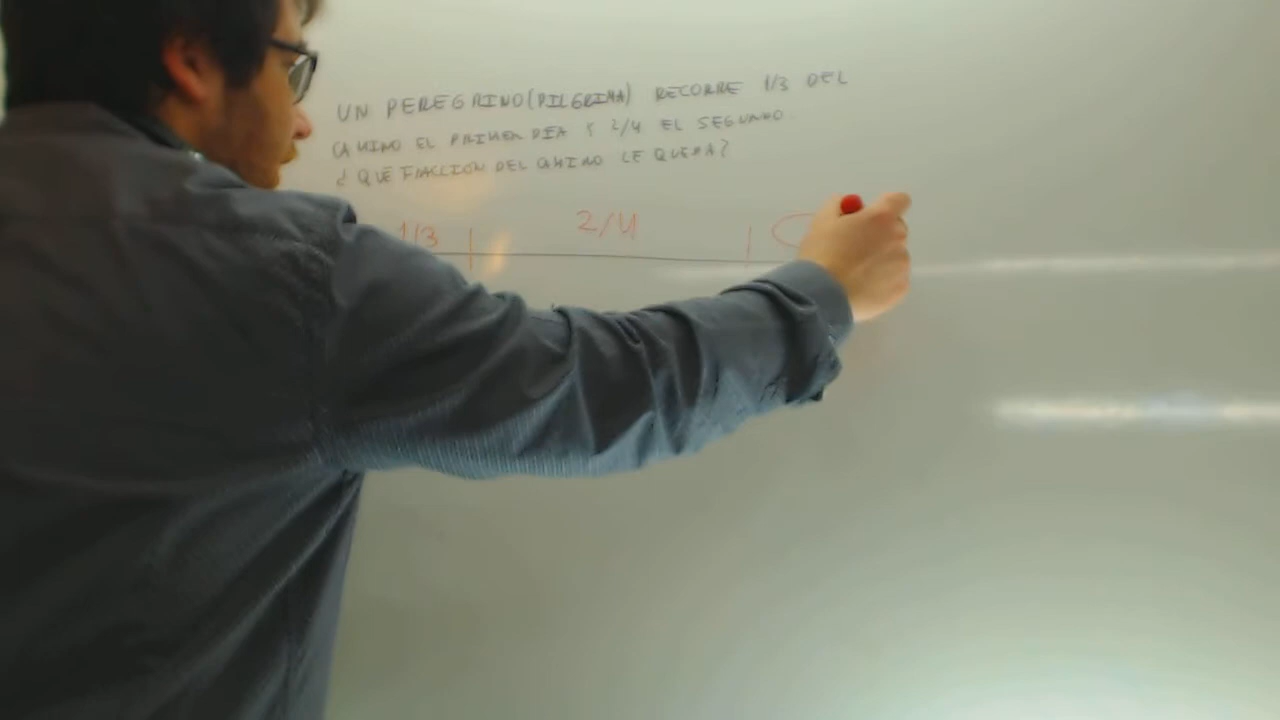 UN PEREGRINO (PILGRIMA) RECORRE 1/3 DEL
CAMINO EL PRIMER DÍA Y 2/4 EL SEGUNDO.
¿QUE FRACCION DEL CAMINO LE QUEDA?
1/3 2/4